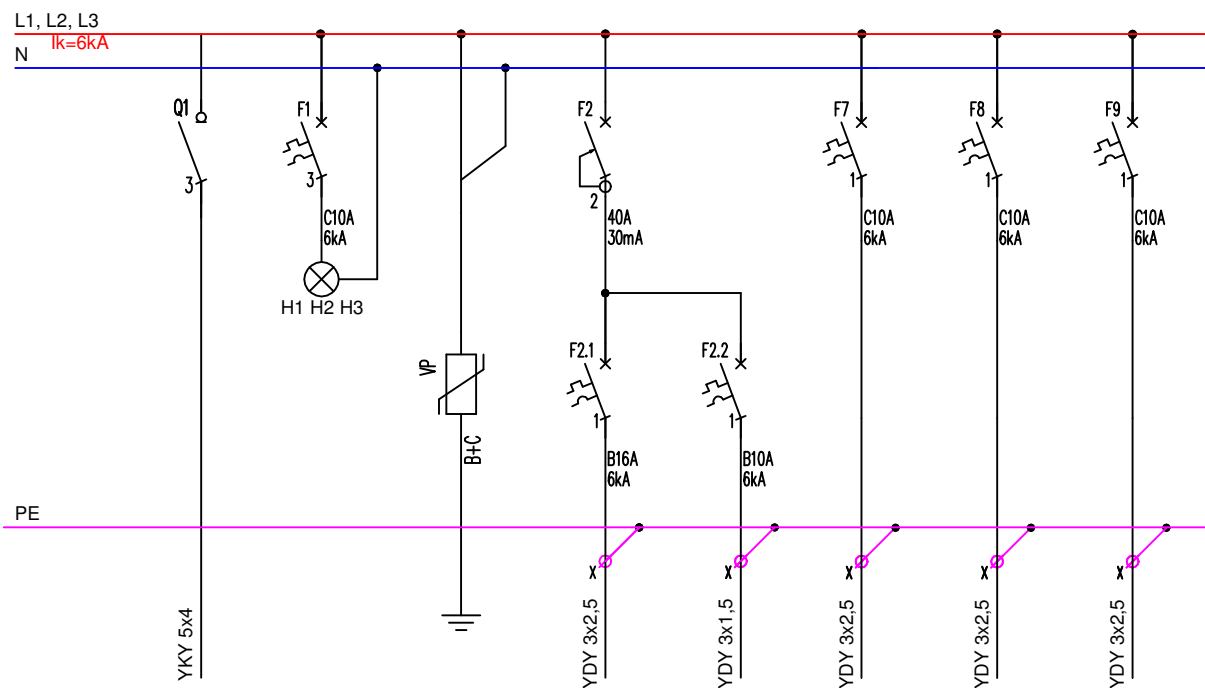 L1, L2, L3
Ik=6kA
N
Q1
3
F1
3
C10A
6kA
H1 H2 H3
VP
B+C
F2
2
40A
30mA
F2.1
1
B16A
6kA
F2.2
1
B10A
6kA
F7
1
C10A
6kA
F8
1
C10A
6kA
F9
1
C10A
6kA
PE
X
X
X
X
X
YKY 5x4
YDY 3x2,5
YDY 3x1,5
YDY 3x2,5
YDY 3x2,5
YDY 3x2,5